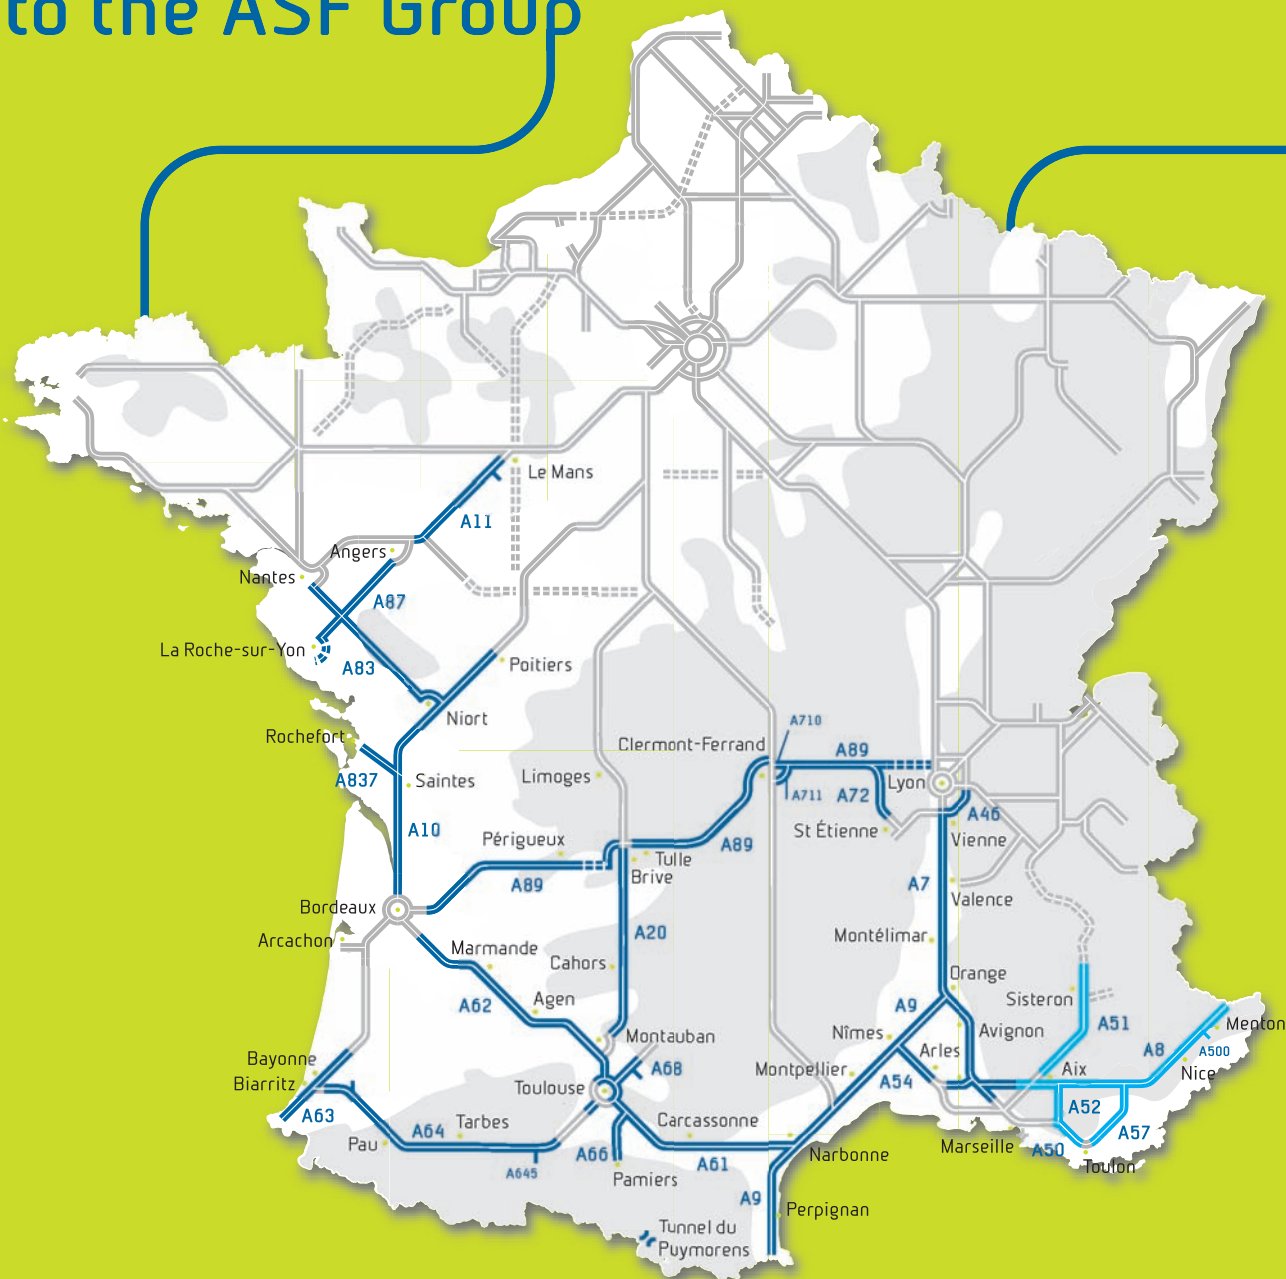 to the ASF Group
Le Mans
A11
Angers
Nantes
A87
La Roche-sur-Yon
A83
Poitiers
Niort
Rochefort
A710
Clermont-Ferrand
A89
A837
Saintes
Limoges
Lyon
A711
A72
A46
A10
St Étienne
Périgueux
A89
Vienne
Tulle
Brive
A89
A7
Valence
Bordeaux
Arcachon
A20
Montélimar
Marmande
Cahors
Orange
A62
Agen
Sisteron
A9
A51
Menton
Montauban
Nîmes
Avignon
A8
A500
Bayonne
Arles
Biarritz
A68
Montpellier
Aix
Nice
Toulouse
A54
A63
Tarbes
Carcassonne
A52
A64
A57
Pau
Marseille
A50
A66
A61
Narbonne
Toulon
A645
Pamiers
A9
Perpignan
Tunnel du
Puymorens